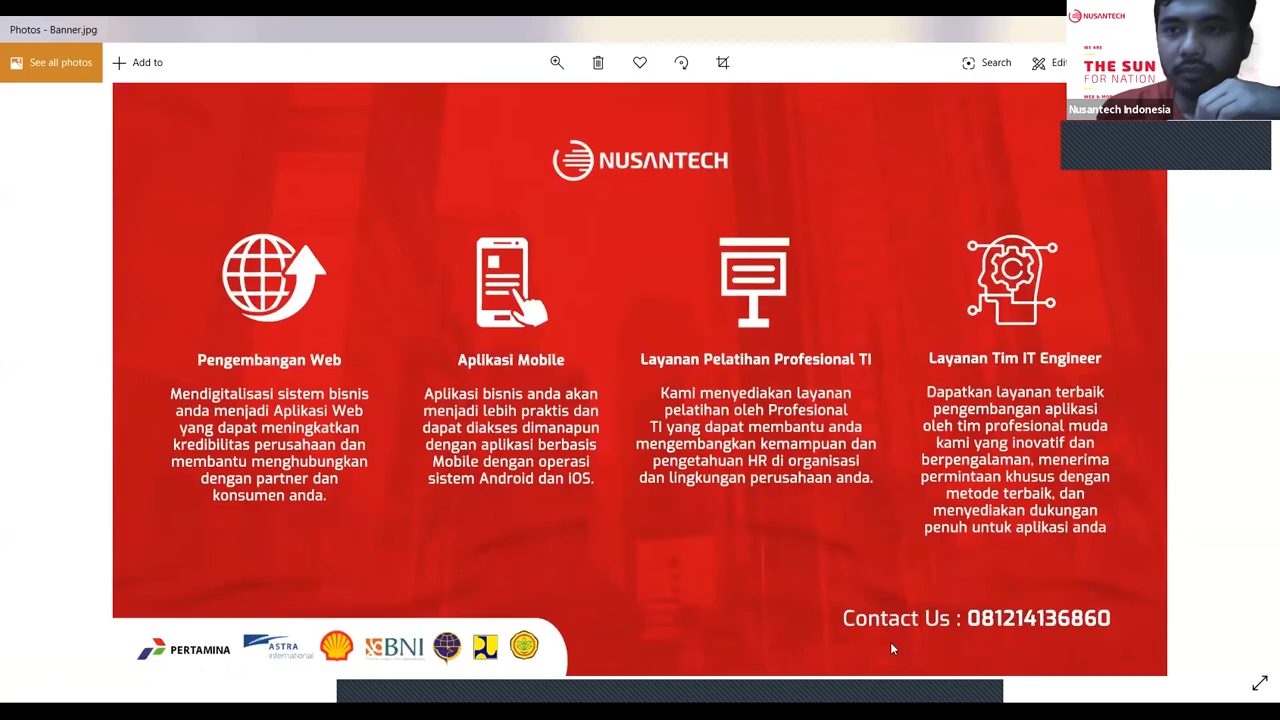 Photos - Banner.jpg
See all photos
Add to
Search
NUSANTECH
WE ARE
THE SUN
FOR NATION
Nusantech Indonesia
NUSANTECH
Pengembangan Web
Mendigitalisasi sistem bisnis
anda menjadi Aplikasi Web
yang dapat meningkatkan
kredibilitas perusahaan dan
membantu menghubungkan
dengan partner dan
konsumen anda.
Aplikasi Mobile
Aplikasi bisnis anda akan
menjadi lebih praktis dan
dapat diakses dimanapun
dengan aplikasi berbasis
Mobile dengan operasi
sistem Android dan iOS.
Layanan Pelatihan Profesional TI
Kami menyediakan layanan
pelatihan oleh Profesional
TI yang dapat membantu anda
mengembangkan kemampuan dan
pengetahuan HR di organisasi
dan lingkungan perusahaan anda.
Layanan Tim IT Engineer
Dapatkan layanan terbaik
pengembangan aplikasi
oleh tim profesional muda
kami yang inovatif dan
berpengalaman, menerima
permintaan khusus dengan
metode terbaik, dan
menyediakan dukungan
penuh untuk aplikasi anda
Contact Us : 081214136860
PERTAMINA
ASTRA
international
BNI